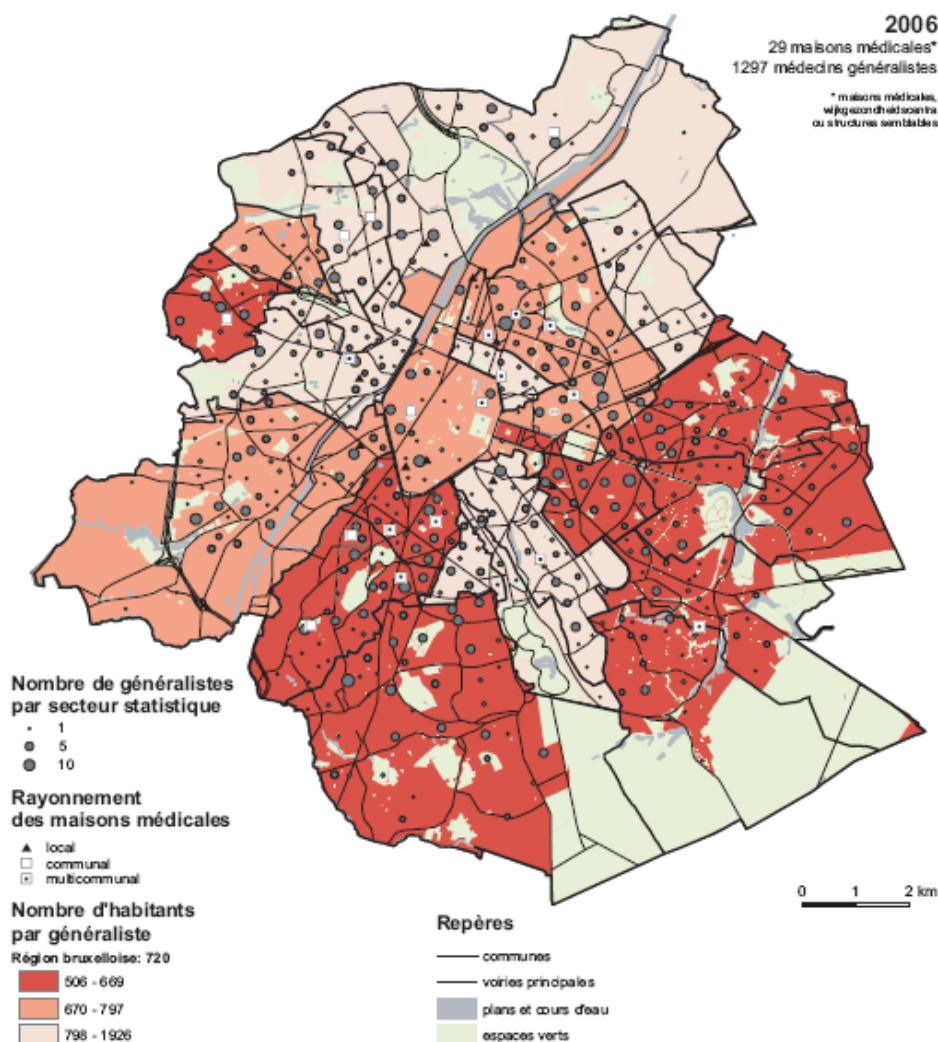 2006
29 maisons médicales*
1297 médecins généralistes
* maisons médicales,
wijkgezondheidscentra
ou structures semblables
Nombre de généralistes
par secteur statistique
1
5
10
Rayonnement
des maisons médicales
local
communal
multicommunal
Nombre d'habitants
par généraliste
Région bruxelloise: 720
506 - 669
670 - 797
798 - 1926
Repères
communes
voiries principales
plans et cours d'eau
espaces verts
0 1 2 km